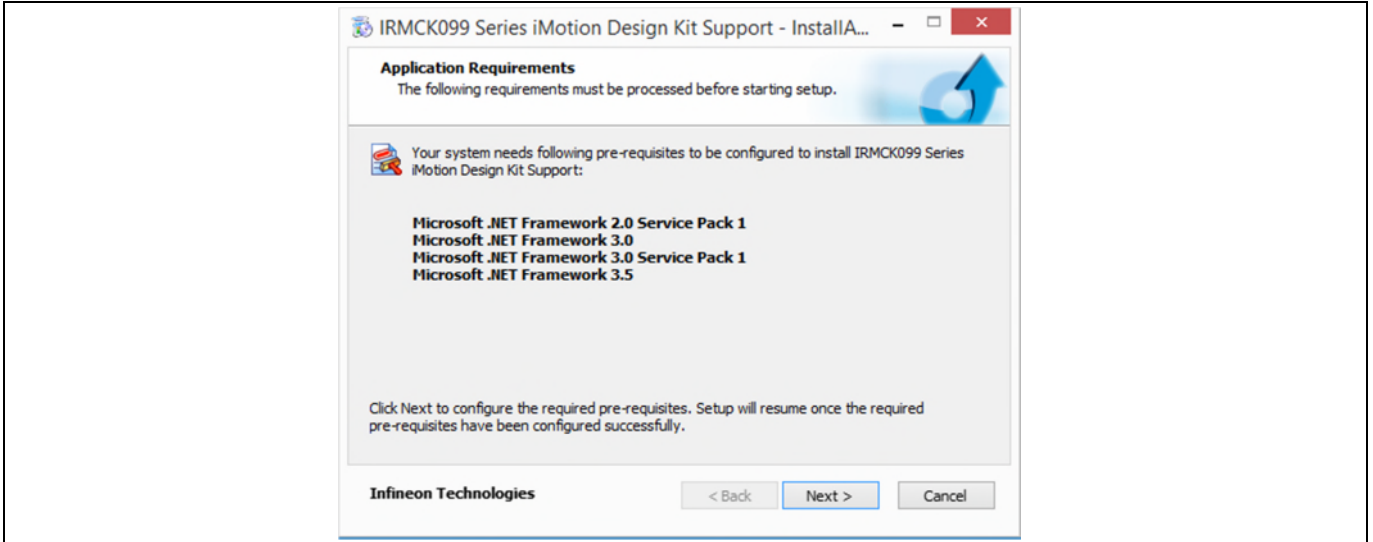 IRMCK099 Series iMotion Design Kit Support - InstallA...
Application Requirements
The following requirements must be processed before starting setup.
Your system needs following pre-requisites to be configured to install IRMCK099 Series
iMotion Design Kit Support:
Microsoft .NET Framework 2.0 Service Pack 1
Microsoft .NET Framework 3.0
Microsoft .NET Framework 3.0 Service Pack 1
Microsoft .NET Framework 3.5
Click Next to configure the required pre-requisites. Setup will resume once the required
pre-requisites have been configured successfully.
Infineon Technologies
< Back Next > Cancel